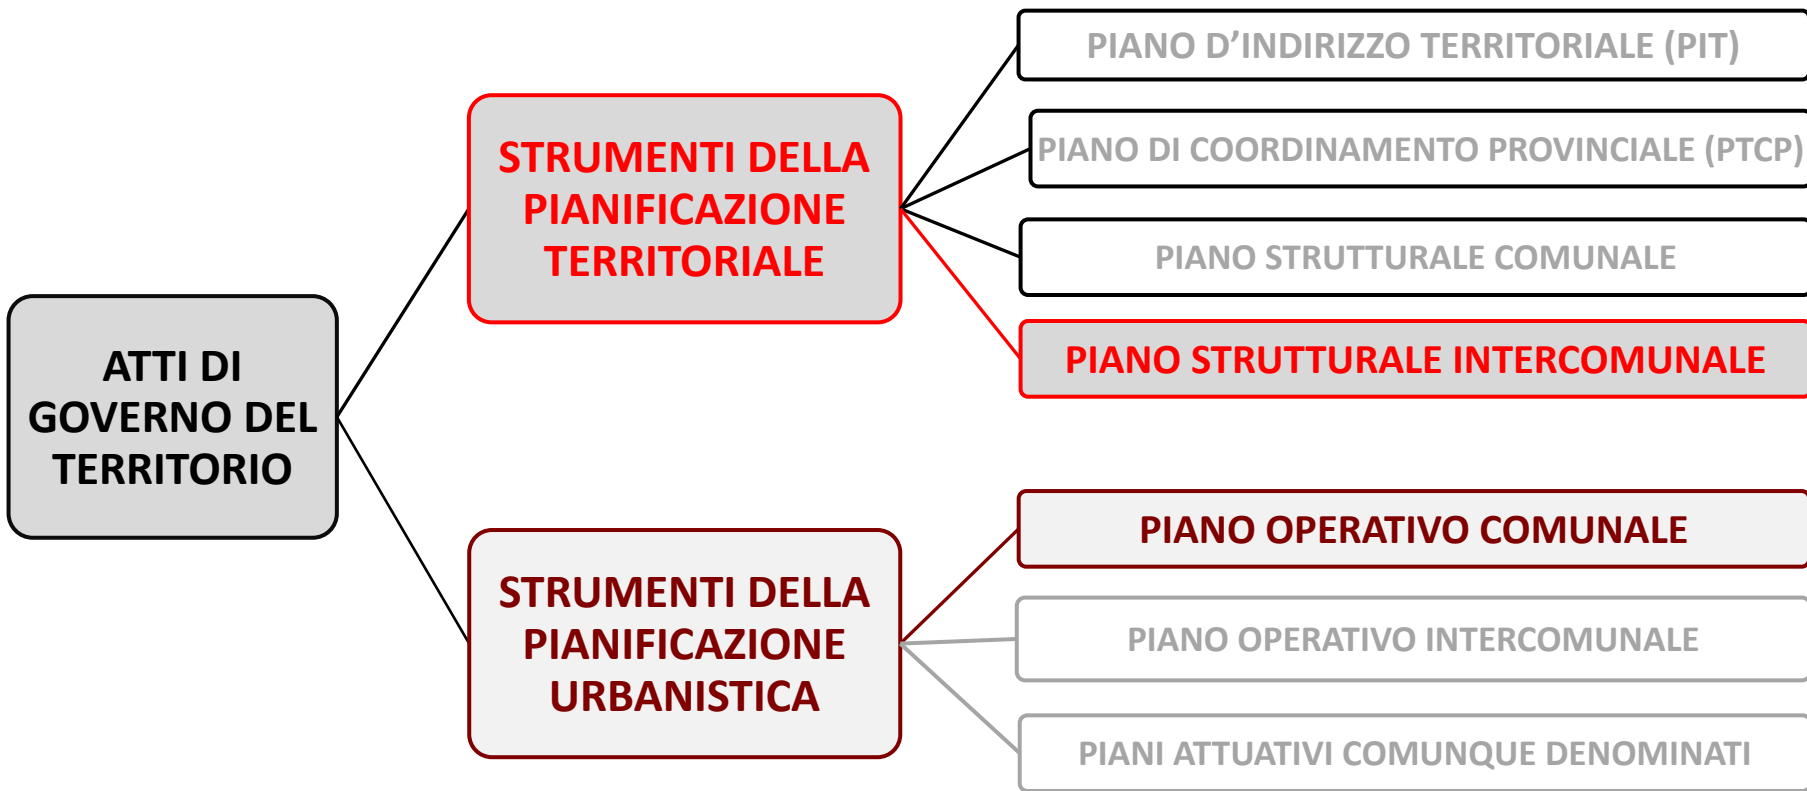 ATTI DI
GOVERNO DEL
TERRITORIO
STRUMENTI DELLA
PIANIFICAZIONE
TERRITORIALE
PIANO D’INDIRIZZO TERRITORIALE (PIT)
PIANO DI COORDINAMENTO PROVINCIALE (PTCP)
PIANO STRUTTURALE COMUNALE
PIANO STRUTTURALE INTERCOMUNALE
STRUMENTI DELLA
PIANIFICAZIONE
URBANISTICA
PIANO OPERATIVO COMUNALE
PIANO OPERATIVO INTERCOMUNALE
PIANI ATTUATIVI COMUNQUE DENOMINATI